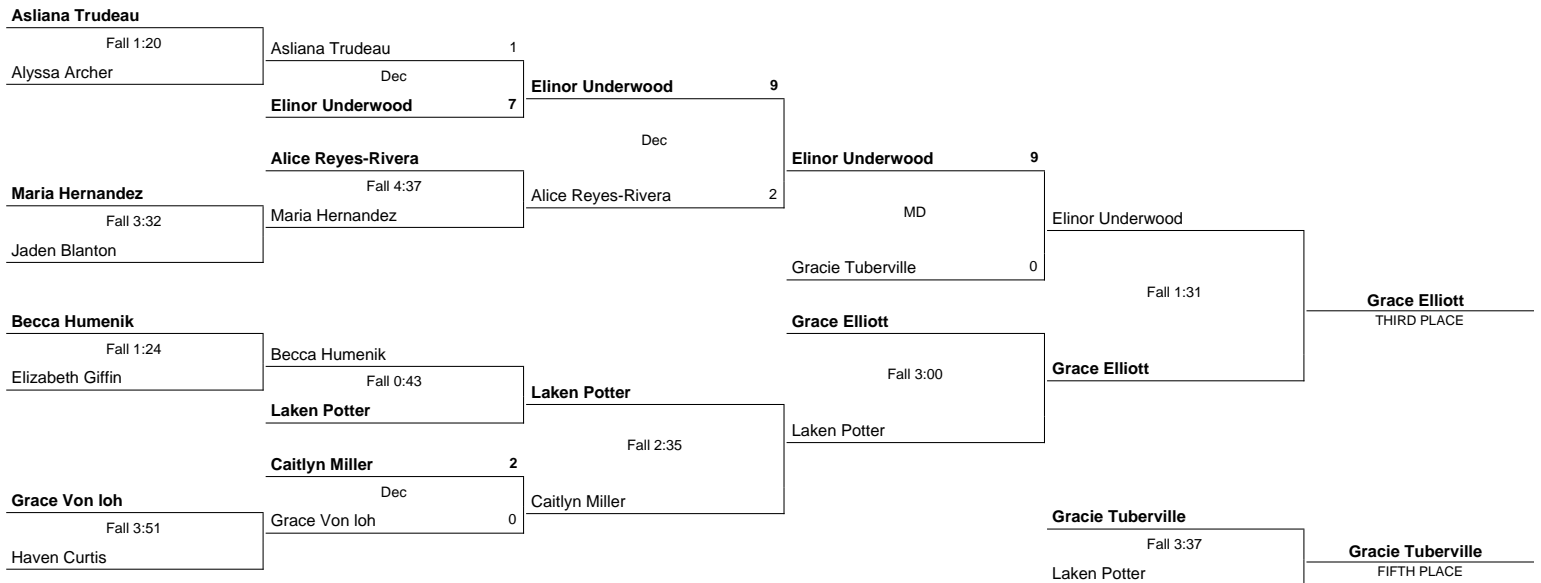 Asliana Trudeau
Fall 1:20
Alyssa Archer
Maria Hernandez
Fall 3:32
Jaden Blanton
Becca Humenik
Fall 1:24
Elizabeth Giffin
Grace Von Ioh
Fall 3:51
Haven Curtis
Asliana Trudeau 1
Dec
Elinor Underwood 7
Alice Reyes-Rivera
Fall 4:37
Maria Hernandez
Becca Humenik
Fall 0:43
Laken Potter
Caitlyn Miller 2
Dec
Grace Von Ioh 0
Elinor Underwood 9
Dec
Alice Reyes-Rivera 2
Laken Potter
Fall 2:35
Caitlyn Miller
Elinor Underwood 9
MD
Gracie Tuberville 0
Grace Elliott
Fall 3:00
Laken Potter
Elinor Underwood
Fall 1:31
Grace Elliott
Grace Elliott
THIRD PLACE
Gracie Tuberville
Fall 3:37
Laken Potter
Gracie Tuberville
FIFTH PLACE